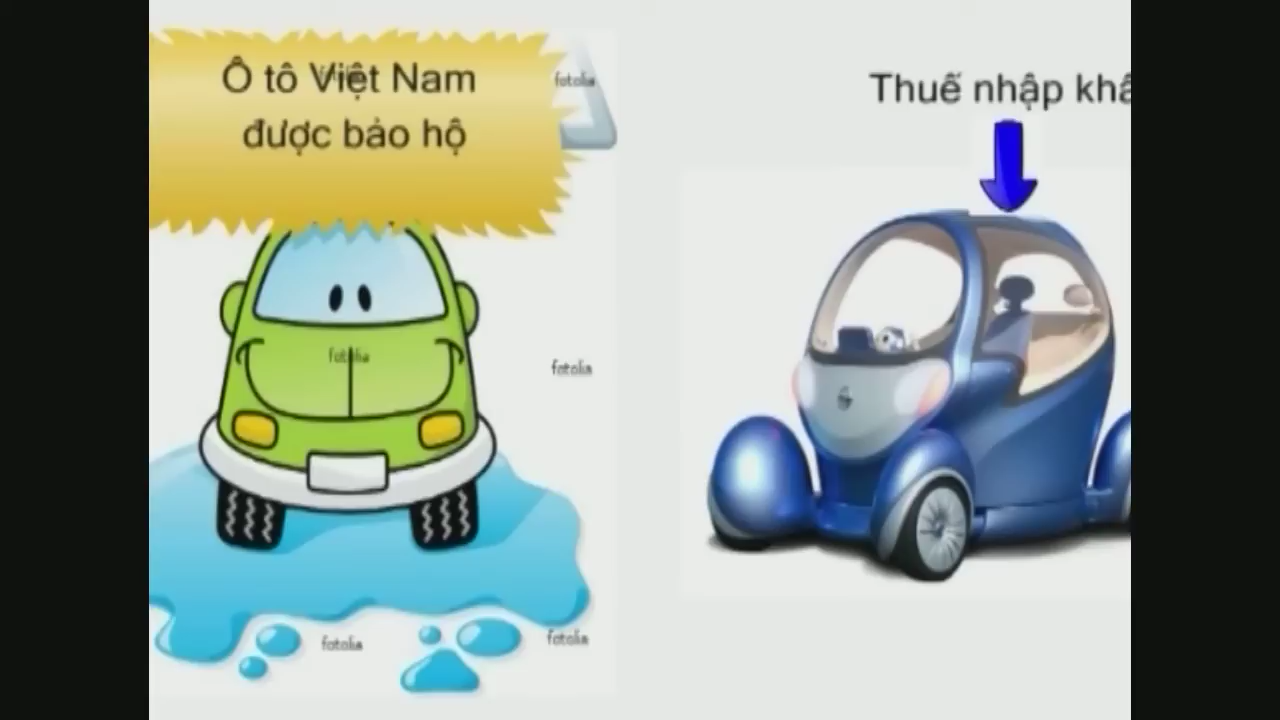 Ô tô Việt Nam
được bảo hộ
Thuế nhập khẩ
fotolia
fotolia
fotolia
fotolia
fotolia